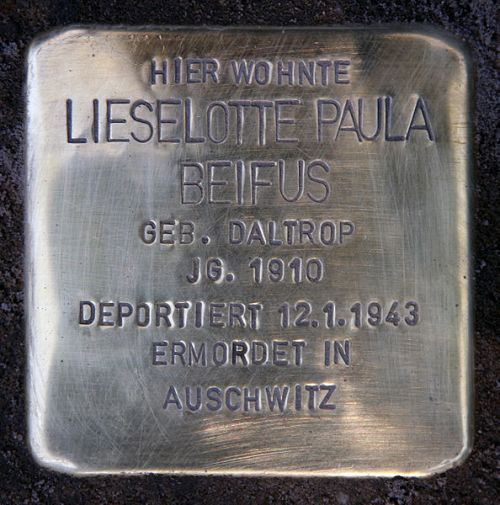 HIER WOHNTE
LIESELOTTE PAULA
BEIFUS
GEB. DALTROP
JG. 1910
DEPORTIERT 12.1.1943
ERMORDET IN
AUSCHWITZ